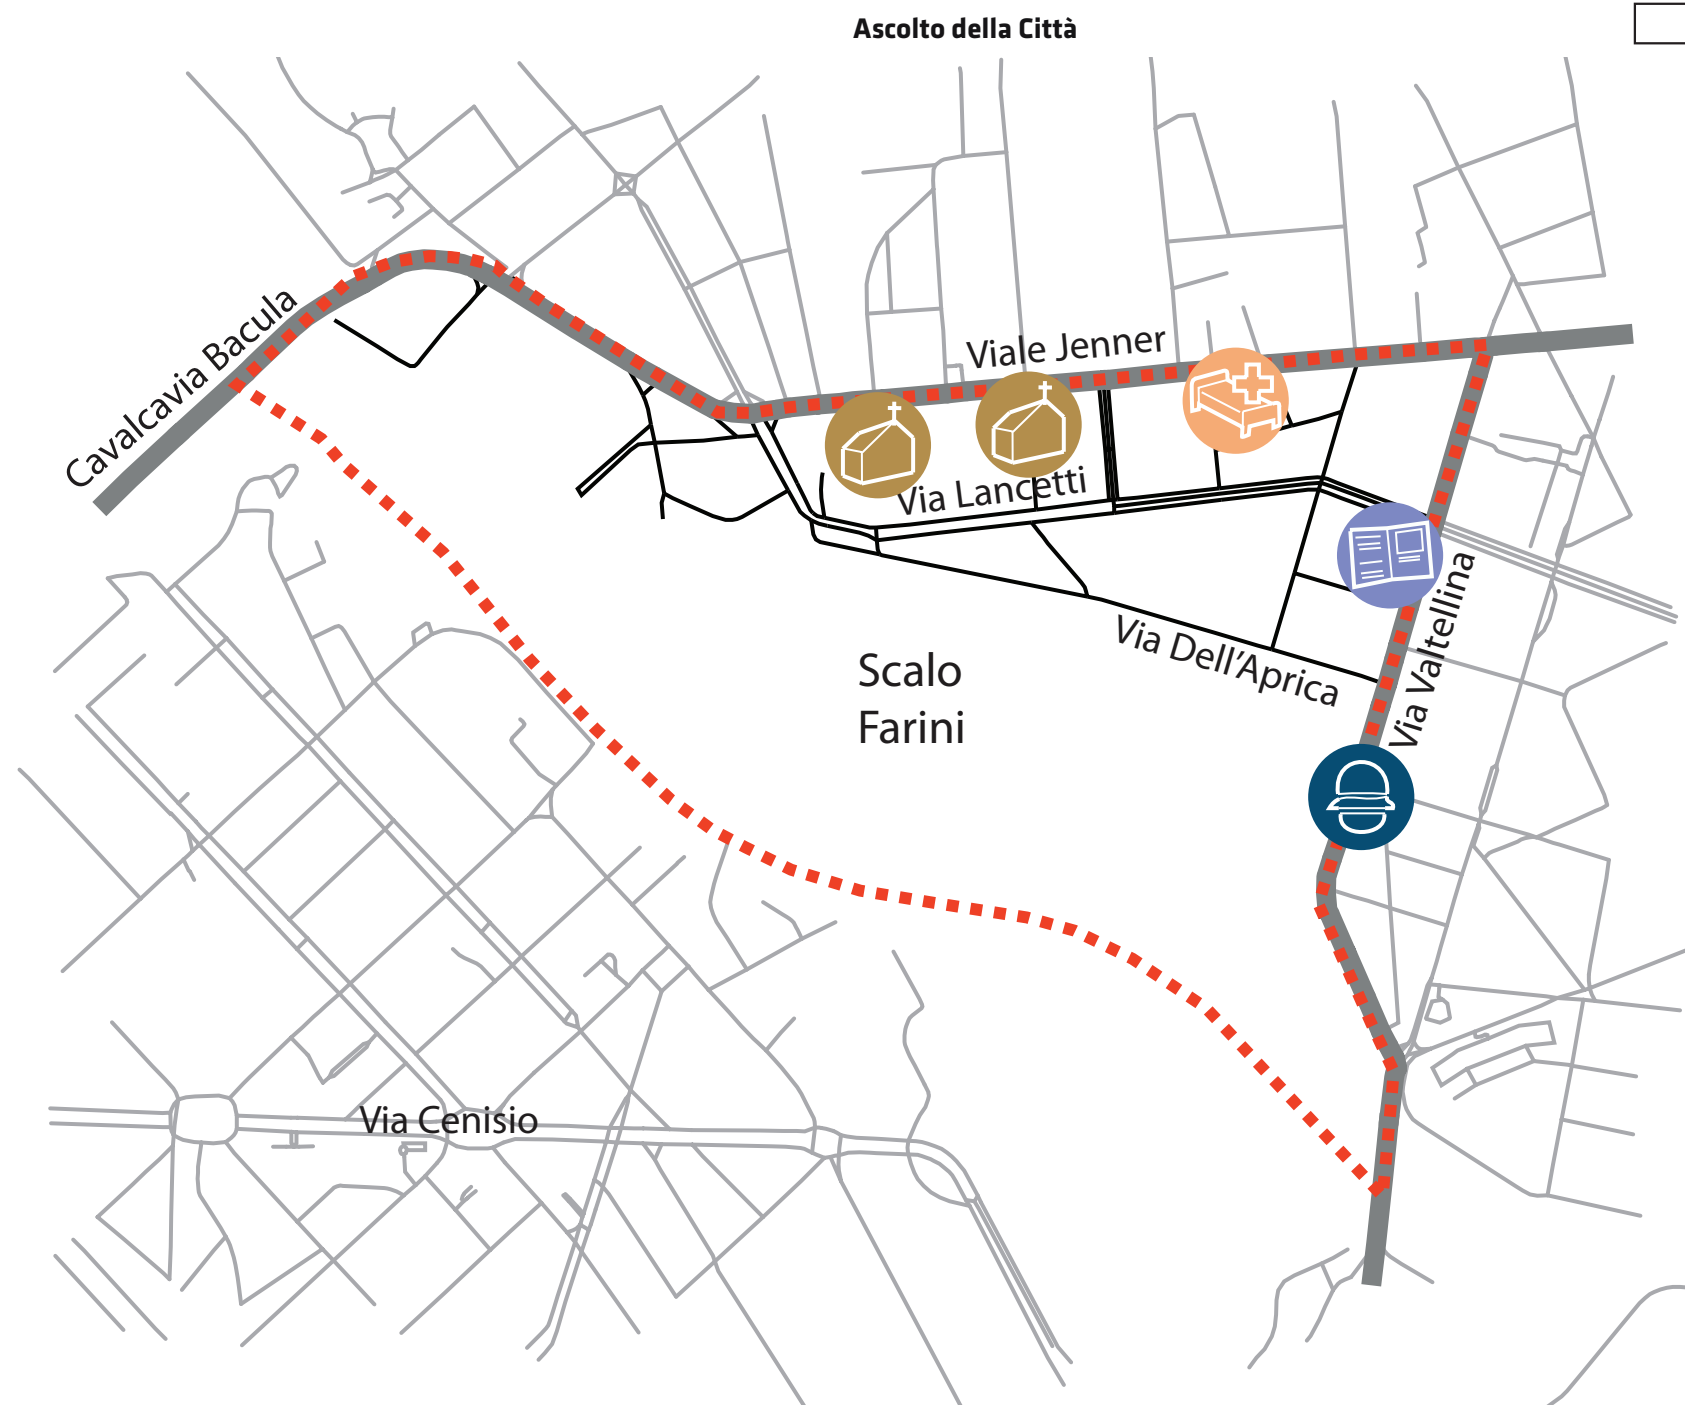 Ascolto della Città
Cavalcavia Bacula
Viale Jenner
Via Lancetti
Via Dell'Aprica
Via Valtellina
Scalo
Farini
Via Cenisio